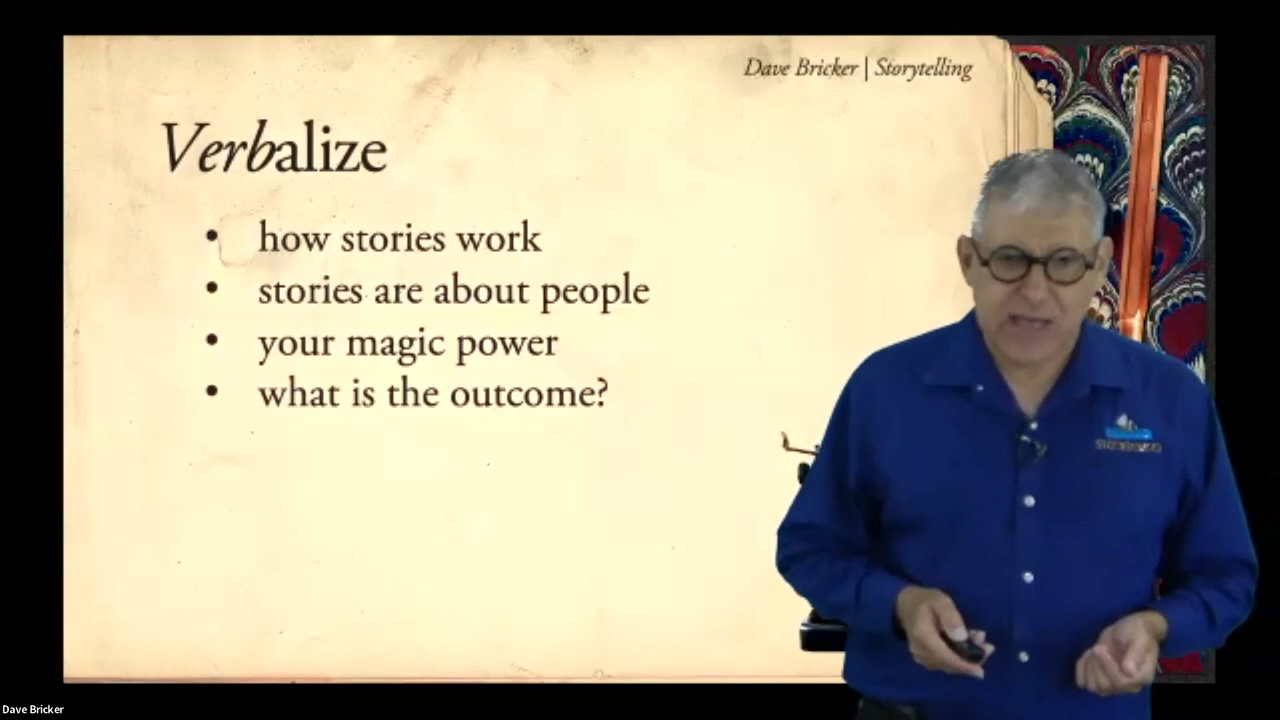 Dave Bricker | Storytelling
Verbalize
• how stories work
• stories are about people
• your magic power
• what is the outcome?
Dave Bricker